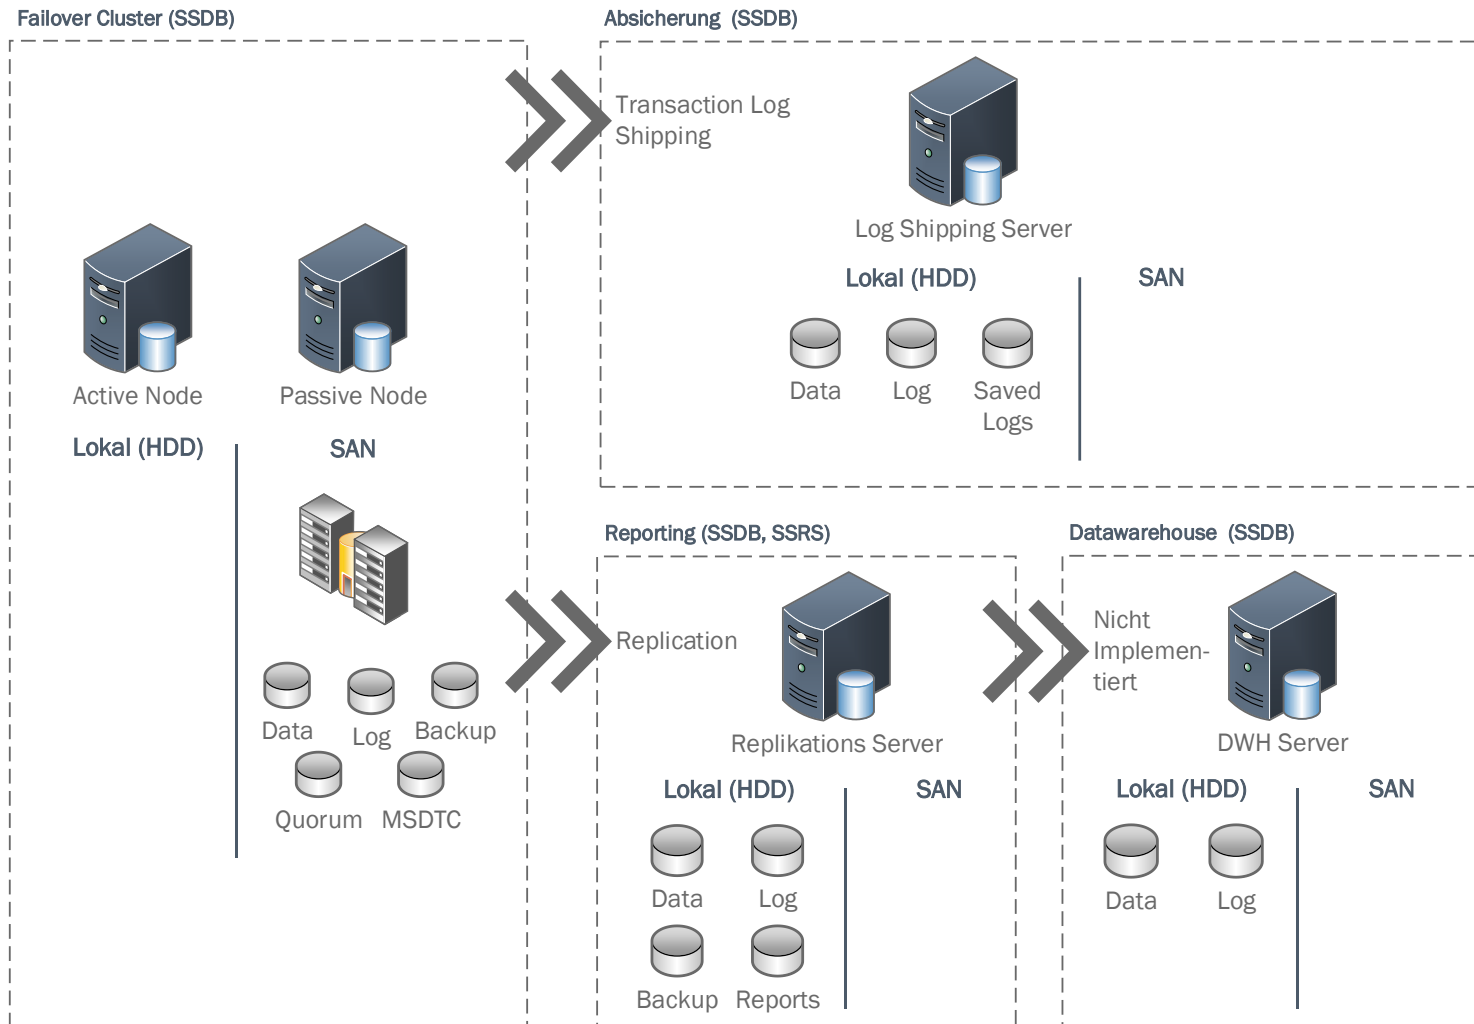 Failover Cluster (SSDB)
Active Node
Passive Node
Lokal (HDD)
SAN
Data
Log
Backup
Quorum
MSDTC
Absicherung (SSDB)
Transaction Log
Shipping
Log Shipping Server
Lokal (HDD)
SAN
Data
Log
Saved
Logs
Reporting (SSDB, SSRS)
Replication
Replikations Server
Lokal (HDD)
SAN
Data
Log
Backup
Reports
Datawarehouse (SSDB)
Nicht
Implemen-
tiert
DWH Server
Lokal (HDD)
SAN
Data
Log